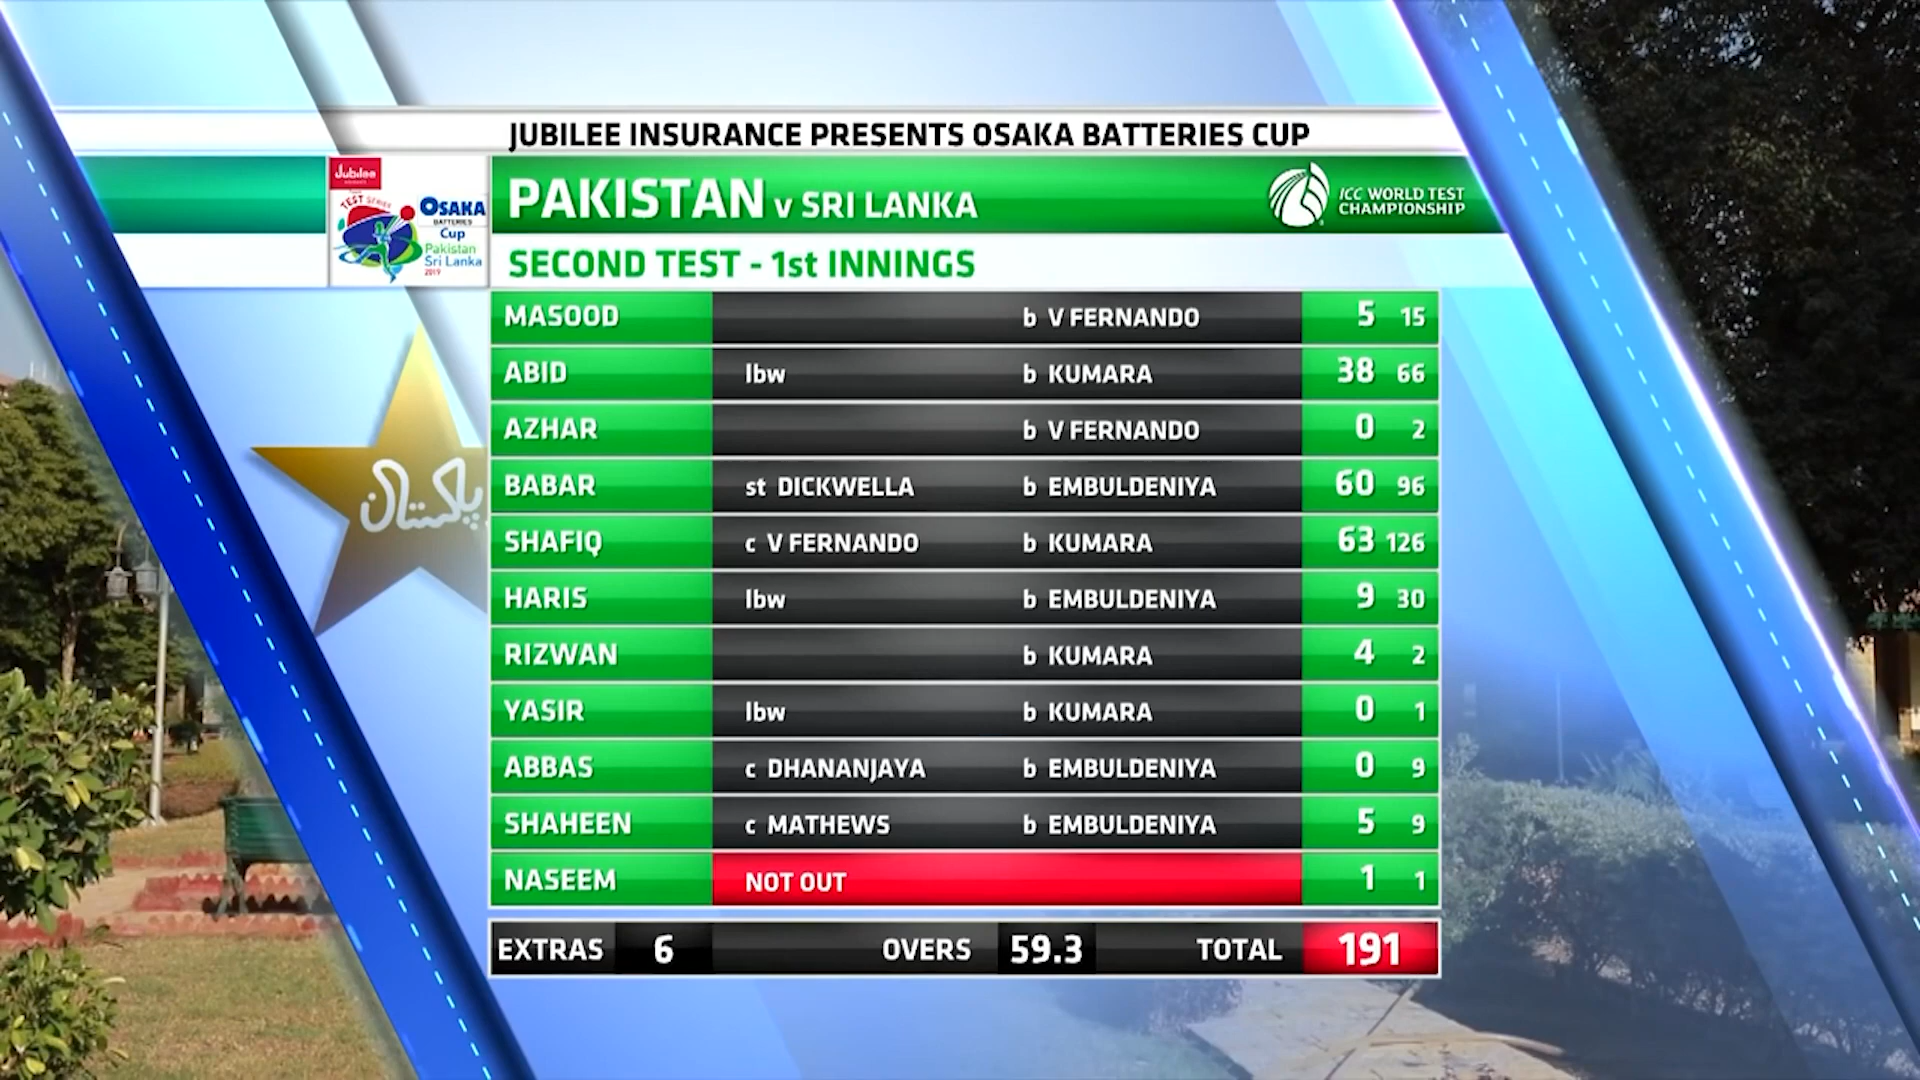 JUBILEE INSURANCE PRESENTS OSAKA BATTERIES CUP
Jubilee
TEST SERIES
OSAKA
BATTERIES
Cup
Pakistan
Sri Lanka
2019
PAKISTAN v SRI LANKA
ICC WORLD TEST
CHAMPIONSHIP
SECOND TEST - 1st INNINGS
پاکستان
MASOOD b V FERNANDO 5 15
ABID lbw b KUMARA 38 66
AZHAR b V FERNANDO 0 2
BABAR st DICKWELLA b EMBULDENIYA 60 96
SHAFIQ c V FERNANDO b KUMARA 63 126
HARIS lbw b EMBULDENIYA 9 30
RIZWAN b KUMARA 4 2
YASIR lbw b KUMARA 0 1
ABBAS c DHANANJAYA b EMBULDENIYA 0 9
SHAHEEN c MATHEWS b EMBULDENIYA 5 9
NASEEM NOT OUT 1 1
EXTRAS 6 OVERS 59.3 TOTAL 191